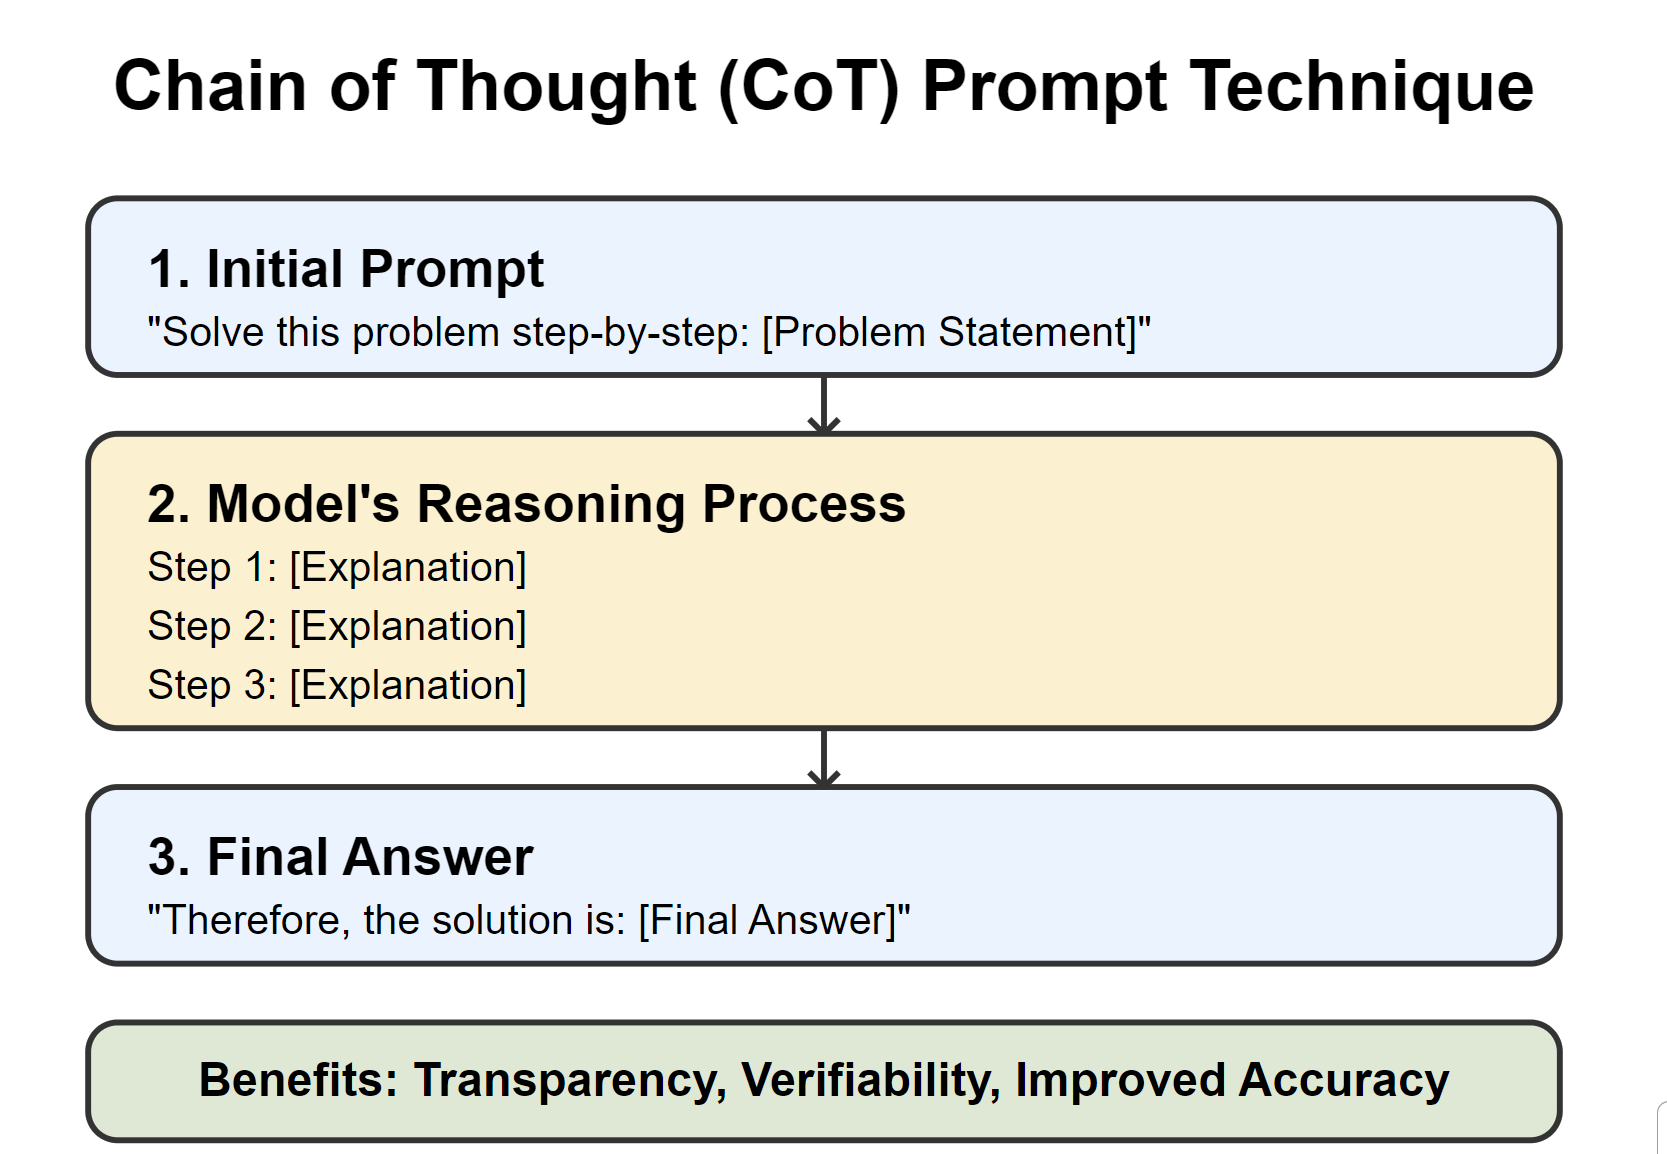 Chain of Thought (CoT) Prompt Technique
1. Initial Prompt
"Solve this problem step-by-step: [Problem Statement]"
2. Model's Reasoning Process
Step 1: [Explanation]
Step 2: [Explanation]
Step 3: [Explanation]
3. Final Answer
"Therefore, the solution is: [Final Answer]"
Benefits: Transparency, Verifiability, Improved Accuracy